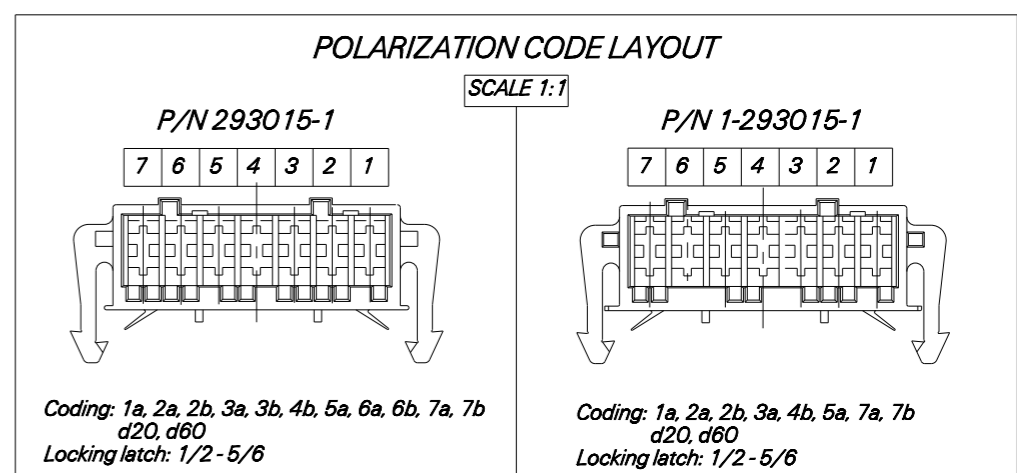 POLARIZATION CODE LAYOUT
SCALE 1:1
P/N 293015-1
7 6 5 4 3 2 1
Coding: 1a, 2a, 2b, 3a, 3b, 4b, 5a, 6a, 6b, 7a, 7b
d20, d60
Locking latch: 1/2 - 5/6
P/N 1-293015-1
7 6 5 4 3 2 1
Coding: 1a, 2a, 2b, 3a, 4b, 5a, 7a, 7b
d20, d60
Locking latch: 1/2 - 5/6